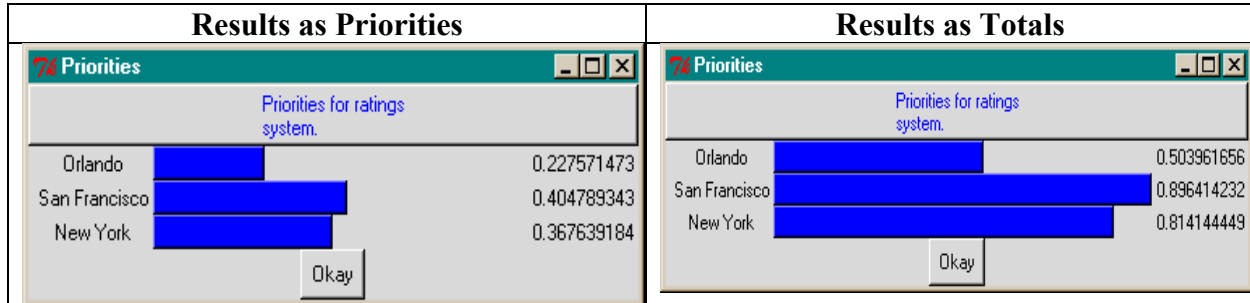 Results as Priorities
Results as Totals
Priorities
Priorities for ratings
system.
Orlando 0.227571473
San Francisco 0.404789343
New York 0.367639184
Okay
Priorities
Priorities for ratings
system.
Orlando 0.503961656
San Francisco 0.896414232
New York 0.814144449
Okay